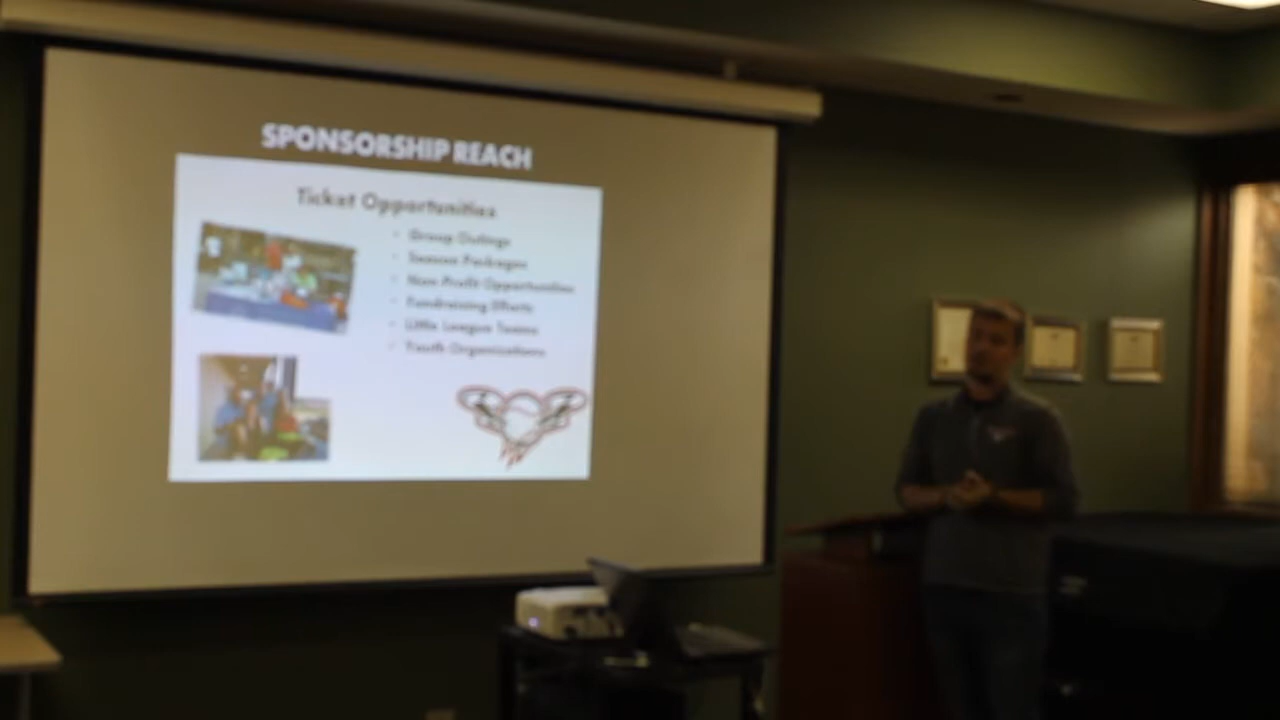 SPONSORSHIP REACH
Ticket Opportunities
Group Outings
Season Packages
Non Profit Opportunities
Fundraising Efforts
Little League Teams
Youth Organizations